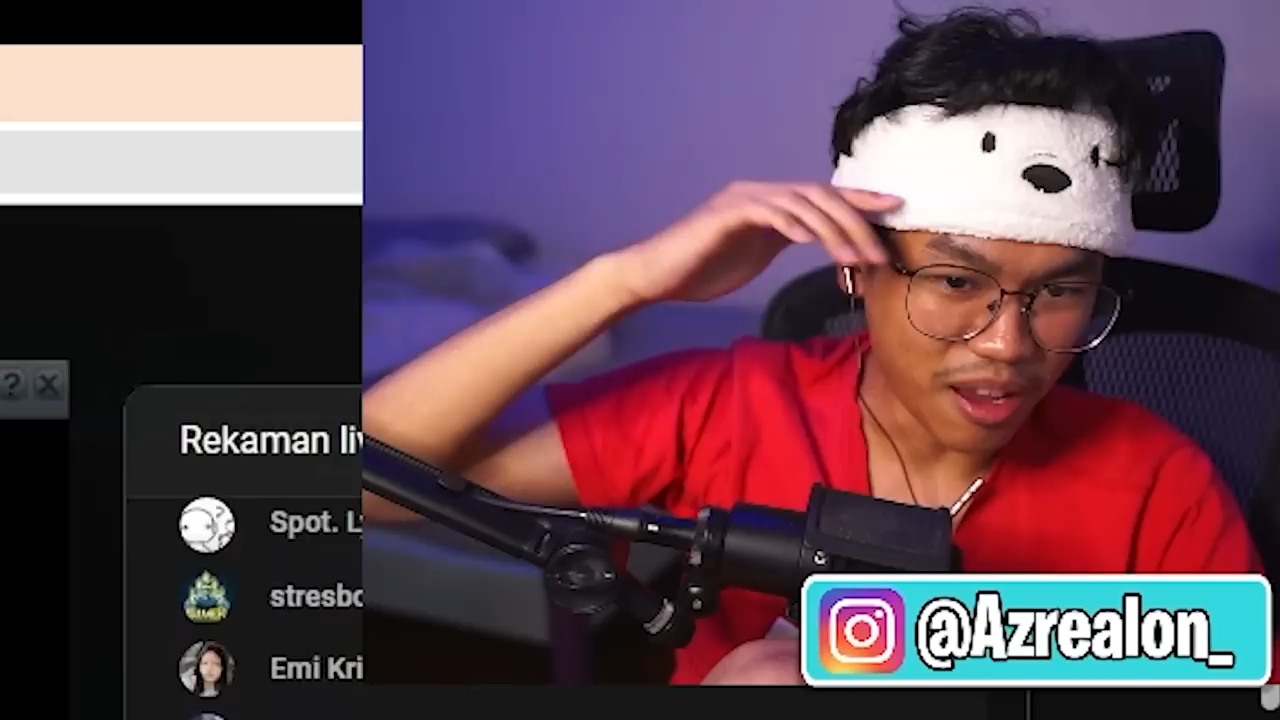 ?
Rekaman liv
Spot. L
stresbo
Emi Kri
@Azrealon_